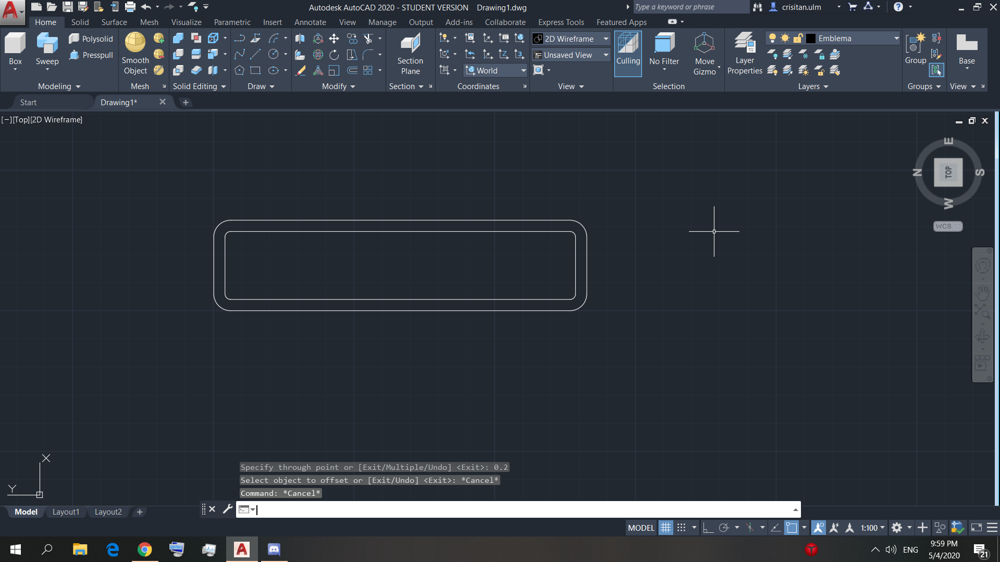 Autodesk AutoCAD 2020 - STUDENT VERSION Drawing1.dwg
Type a keyword or phrase
crisitan.ulm
Home Solid Surface Mesh Visualize Parametric Insert Annotate View Manage Output Add-ins Collaborate Express Tools Featured Apps
Box
Sweep
Polysolid
Presspull
Smooth
Object
Section
Plane
World
2D Wireframe
Unsaved View
Culling
No Filter
Move
Gizmo
Layer
Properties
Emblema
Group
Base
Modeling Mesh Solid Editing Draw Modify Section Coordinates View Selection Layers Groups View
Start Drawing1*
[−][Top][2D Wireframe]
E
N TOP S
W
WCS
X
Y
Specify through point or [Exit/Multiple/Undo] <Exit>: 0.2
Select object to offset or [Exit/Undo] <Exit>: *Cancel*
Command: *Cancel*
Model Layout1 Layout2
MODEL 1:100
ENG
9:59 PM
5/4/2020
21